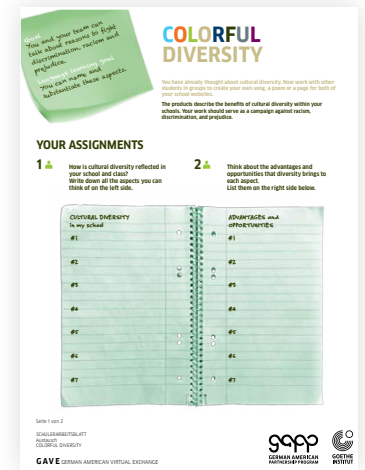 Goal
You and your team can
talk about reasons to fight
discrimination, racism and
prejudice.
Language learning goal
You can name and
substantiate these aspects.
COLORFUL
DIVERSITY
You have already thought about cultural diversity. Now work with other
students in groups to create your own song, a poem or a page for both of
your school websites.
The products describe the benefits of cultural diversity within your
schools. Your work should serve as a campaign against racism,
discrimination, and prejudice.
YOUR ASSIGNMENTS
1
How is cultural diversity reflected in
your school and class?
Write down all the aspects you can
think of on the left side.
2
Think about the advantages and
opportunities that diversity brings to
each aspect.
List them on the right side below.
CULTURAL DIVERSITY
in my school
#1
#2
#3
#4
#5
#6
#7
ADVANTAGES and
OPPORTUNITIES
#1
#2
#3
#4
#5
#6
#7
Seite 1 von 2
SCHÜLERARBEITSBLATT
Austausch
COLORFUL DIVERSITY
GAVE GERMAN AMERICAN VIRTUAL EXCHANGE
gapp
GERMAN AMERICAN
PARTNERSHIP PROGRAM
GOETHE
INSTITUT